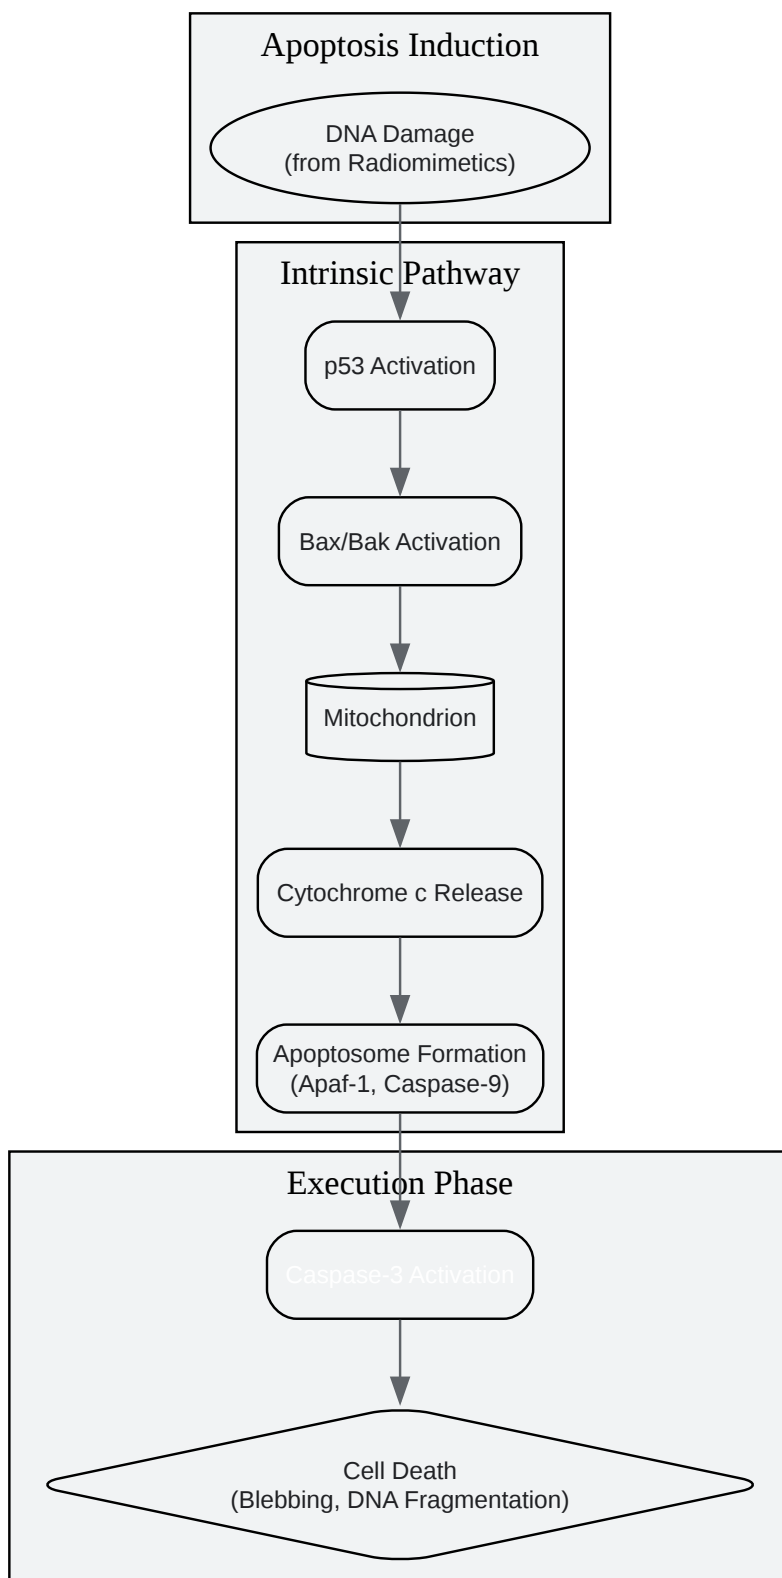 Apoptosis Induction
DNA Damage
(from Radiomimetics)
Intrinsic Pathway
p53 Activation
Bax/Bak Activation
Mitochondrion
Cytochrome c Release
Apoptosome Formation
(Apaf-1, Caspase-9)
Execution Phase
Caspase-3 Activation
Cell Death
(Blebbing, DNA Fragmentation)